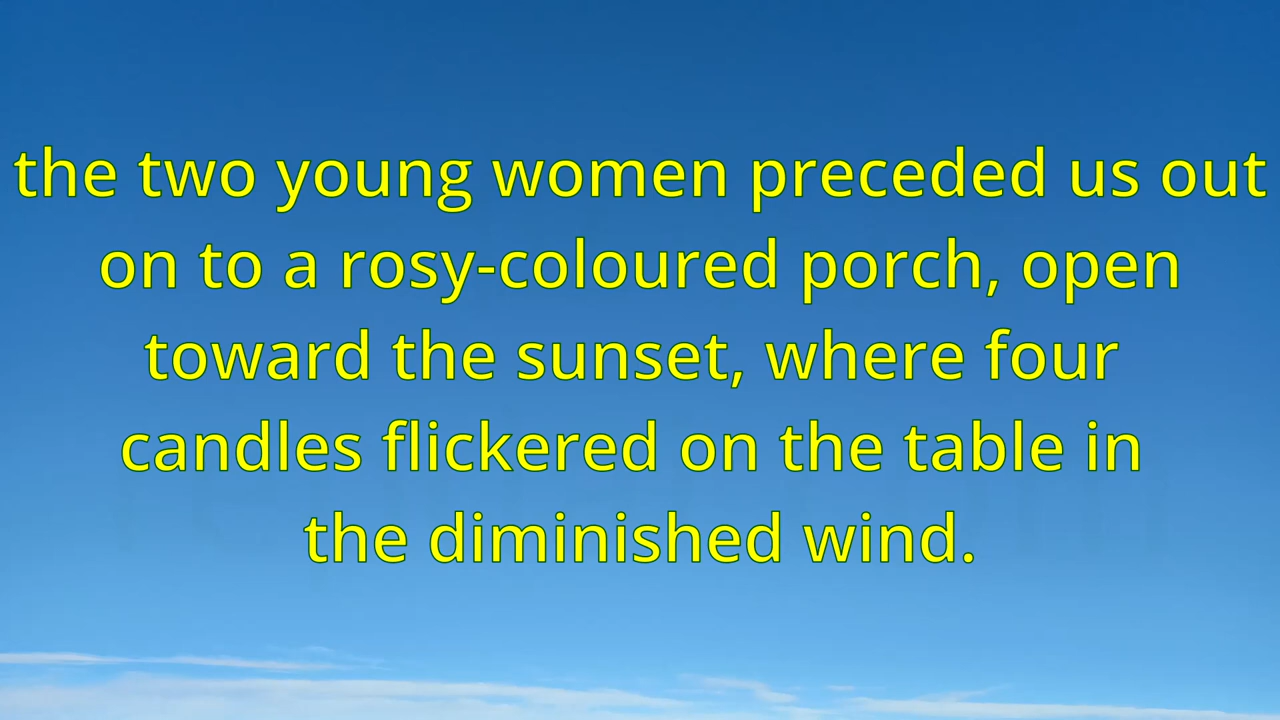 the two young women preceded us out
on to a rosy-coloured porch, open
toward the sunset, where four
candles flickered on the table in
the diminished wind.